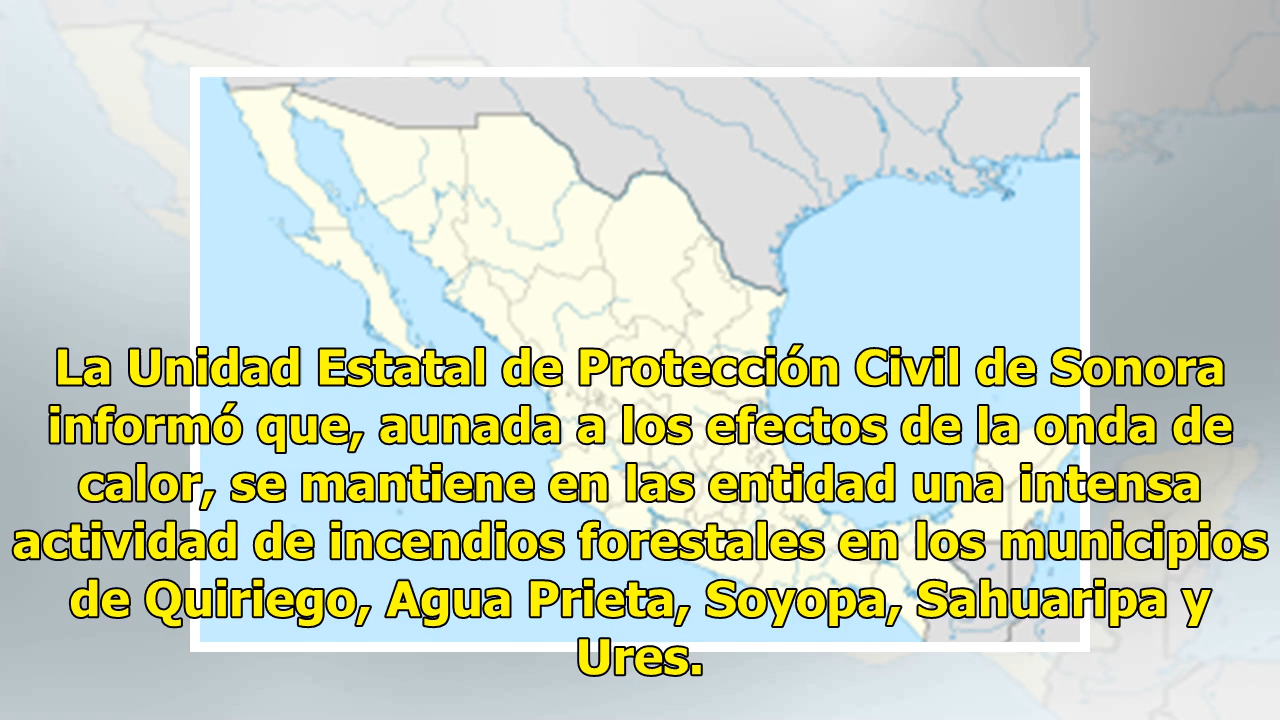 La Unidad Estatal de Protección Civil de Sonora
informó que, aunada a los efectos de la onda de
calor, se mantiene en las entidad una intensa
actividad de incendios forestales en los municipios
de Quiriego, Agua Prieta, Soyopa, Sahuaripa y
Ures.